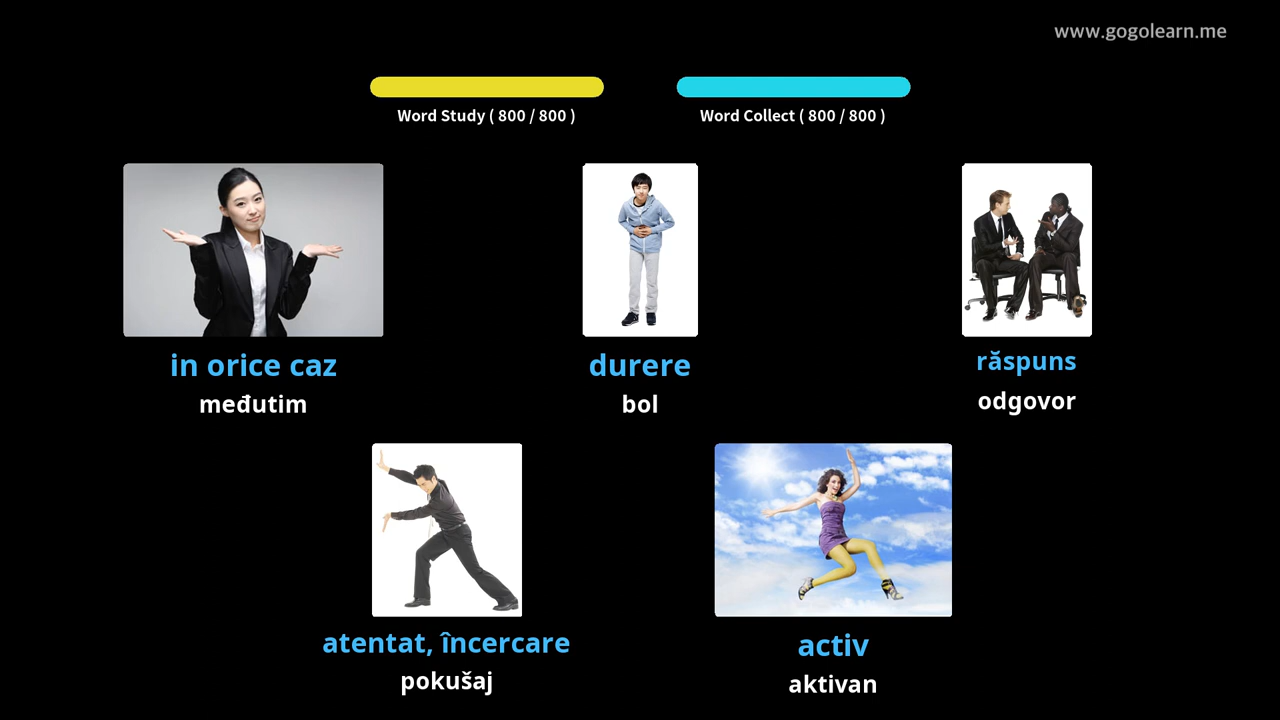 www.gogolearn.me
Word Study ( 800 / 800 )
Word Collect ( 800 / 800 )
in orice caz
međutim
durere
bol
răspuns
odgovor
atentat, încercare
pokušaj
activ
aktivan